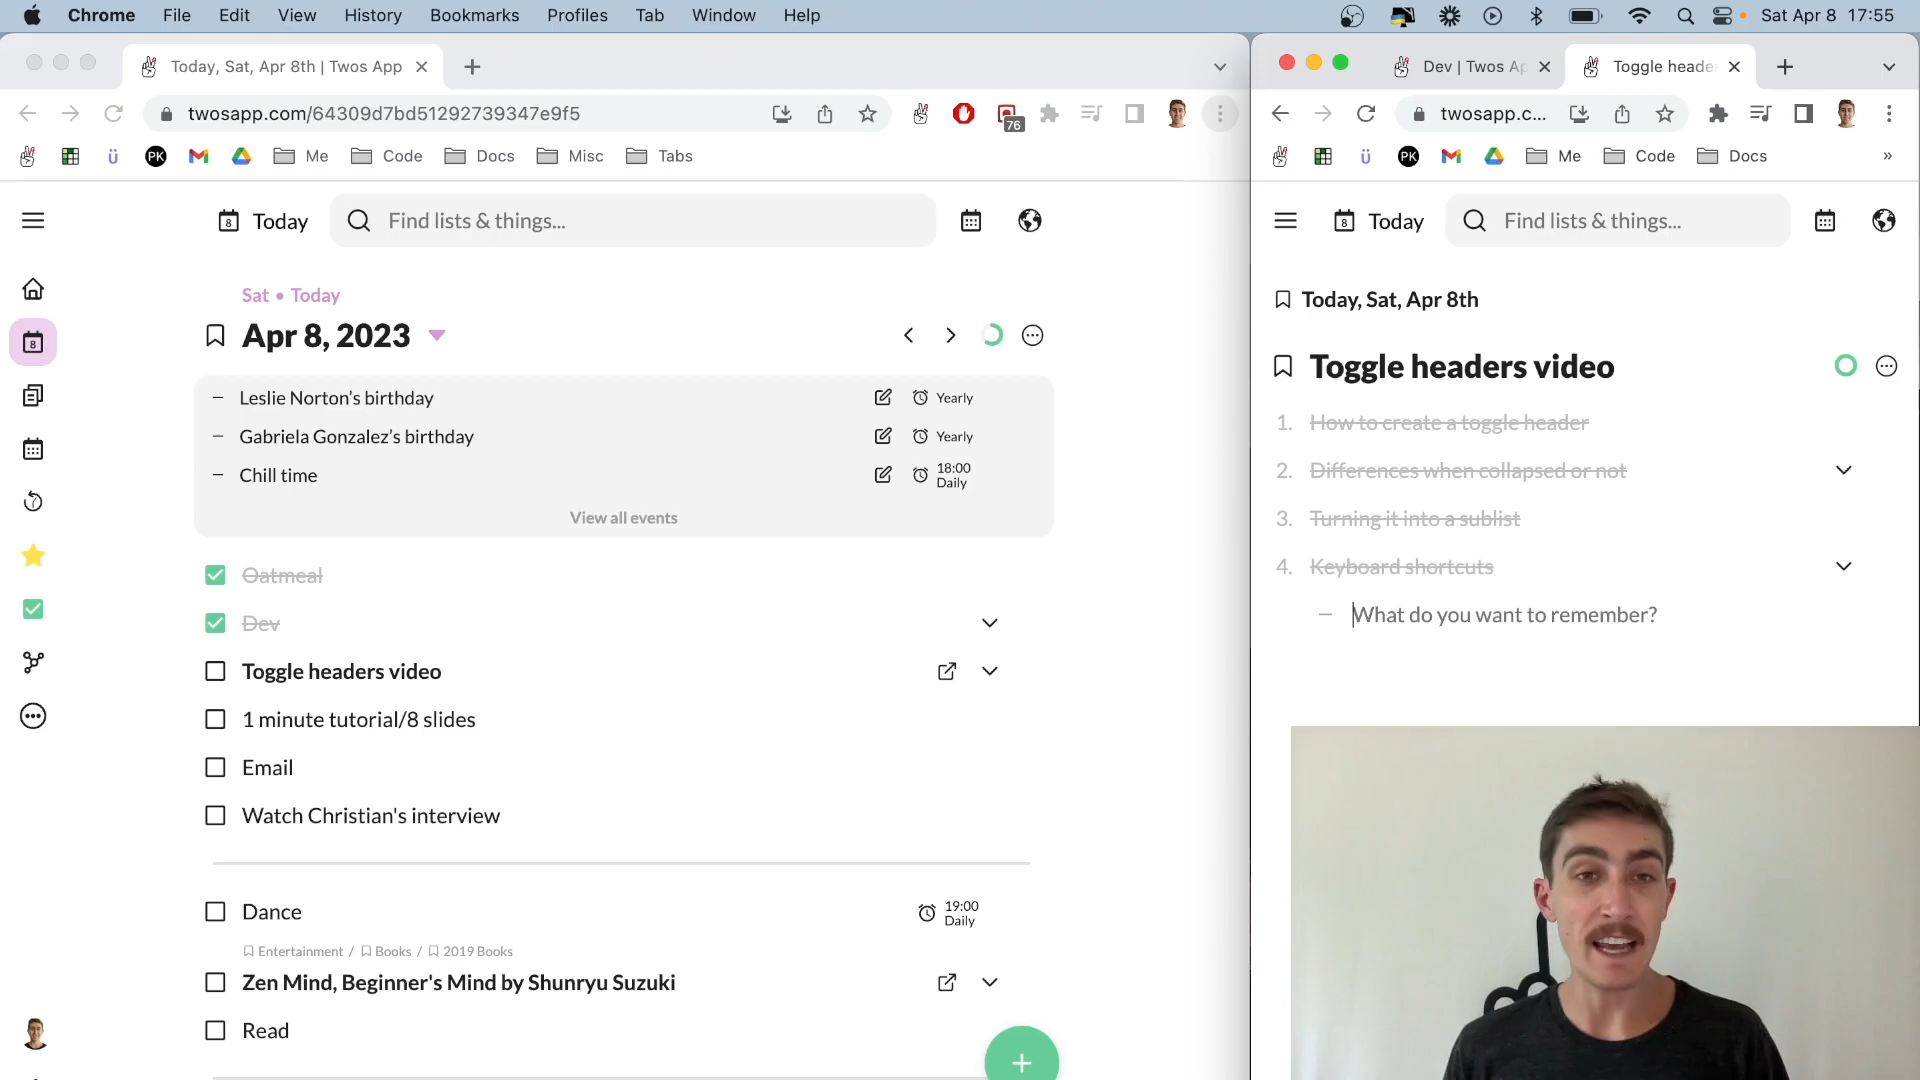 Chrome File Edit View History Bookmarks Profiles Tab Window Help
Sat Apr 8 17:55
Today, Sat, Apr 8th | Twos App
twosapp.com/64309d7bd51292739347e9f5
76
PK Me Code Docs Misc Tabs
8 Today Find lists & things...
Sat • Today
Apr 8, 2023
8
– Leslie Norton's birthday Yearly
– Gabriela Gonzalez's birthday Yearly
– Chill time 18:00 Daily
View all events
Oatmeal
Dev
Toggle headers video
1 minute tutorial/8 slides
Email
Watch Christian's interview
Dance 19:00 Daily
Entertainment / Books / 2019 Books
Zen Mind, Beginner's Mind by Shunryu Suzuki
Read
Dev | Twos Ap
Toggle heade
twosapp.c...
PK Me Code Docs »
8 Today Find lists & things...
Today, Sat, Apr 8th
Toggle headers video
1. How to create a toggle header
2. Differences when collapsed or not
3. Turning it into a sublist
4. Keyboard shortcuts
– What do you want to remember?